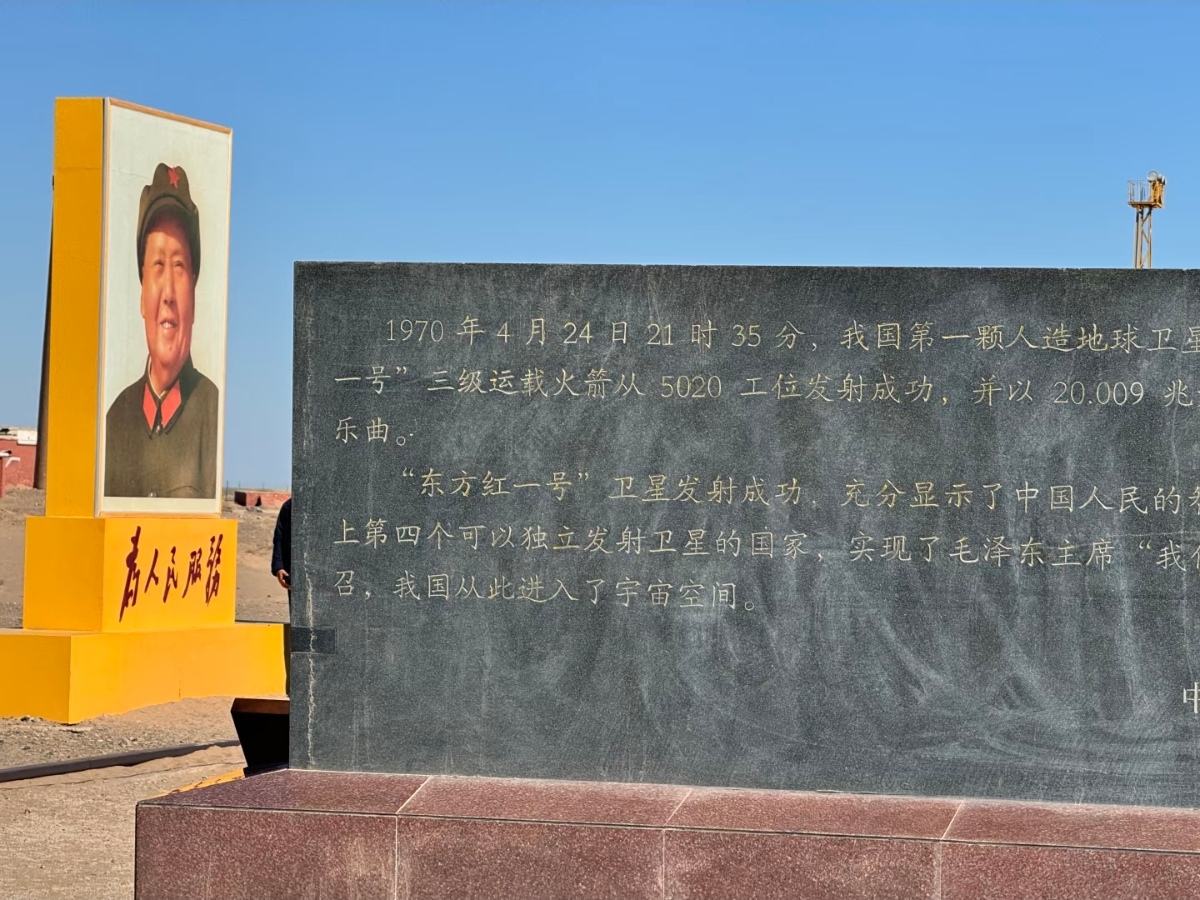 为人民服务
1970 年 4 月 24 日 21 时 35 分，我国第一颗人造地球卫星
一号”三级运载火箭从 5020 工位发射成功，并以 20.009 兆
乐曲。
“东方红一号”卫星发射成功，充分显示了中国人民的
上第四个可以独立发射卫星的国家，实现了毛泽东主席“我
召，我国从此进入了宇宙空间。
中